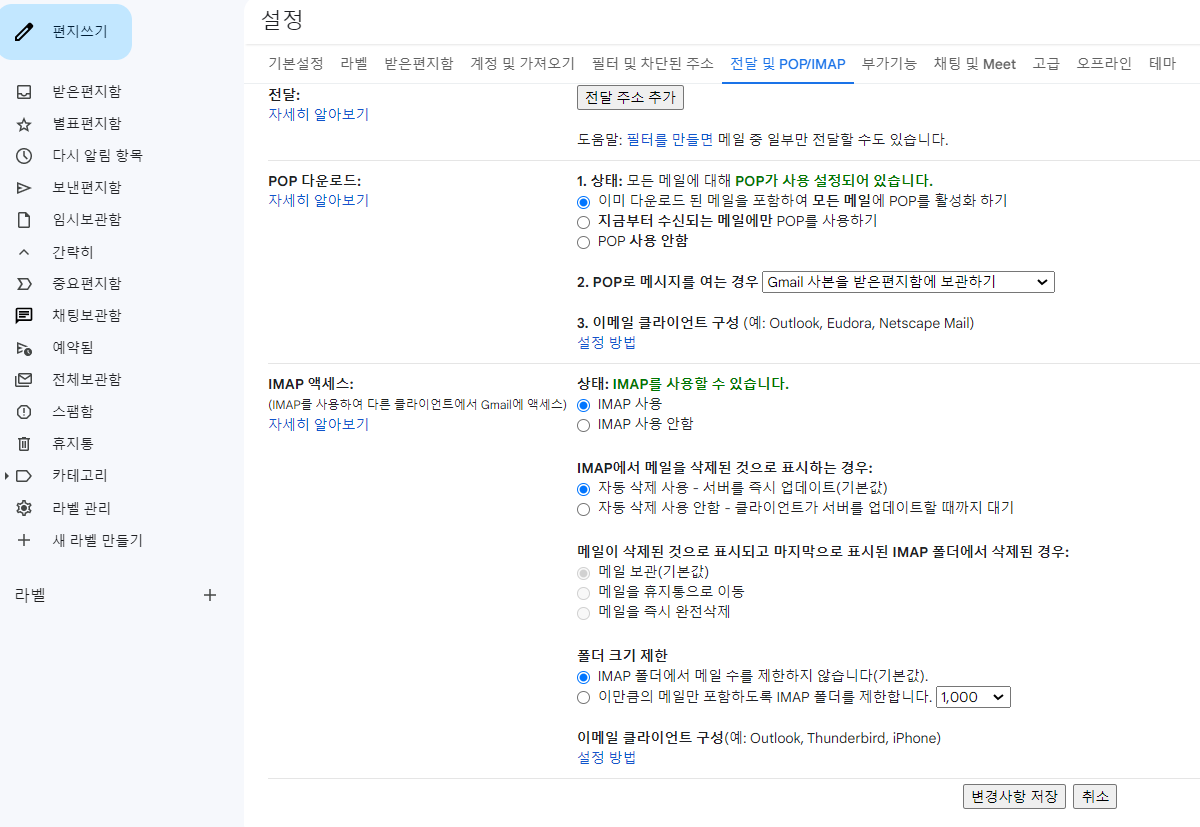 편지쓰기
받은편지함
별표편지함
다시 알림 항목
보낸편지함
임시보관함
간략히
중요편지함
채팅보관함
예약됨
전체보관함
스팸함
휴지통
카테고리
라벨 관리
새 라벨 만들기
라벨
설정
기본설정 라벨 받은편지함 계정 및 가져오기 필터 및 차단된 주소 전달 및 POP/IMAP 부가기능 채팅 및 Meet 고급 오프라인 테마
전달:
자세히 알아보기
전달 주소 추가
도움말: 필터를 만들면 메일 중 일부만 전달할 수도 있습니다.
POP 다운로드:
자세히 알아보기
1. 상태: 모든 메일에 대해 POP가 사용 설정되어 있습니다.
이미 다운로드 된 메일을 포함하여 모든 메일에 POP를 활성화 하기
지금부터 수신되는 메일에만 POP를 사용하기
POP 사용 안함
2. POP로 메시지를 여는 경우 Gmail 사본을 받은편지함에 보관하기
3. 이메일 클라이언트 구성 (예: Outlook, Eudora, Netscape Mail)
설정 방법
IMAP 액세스:
(IMAP를 사용하여 다른 클라이언트에서 Gmail에 액세스)
자세히 알아보기
상태: IMAP를 사용할 수 있습니다.
IMAP 사용
IMAP 사용 안함
IMAP에서 메일을 삭제된 것으로 표시하는 경우:
자동 삭제 사용 - 서버를 즉시 업데이트(기본값)
자동 삭제 사용 안함 - 클라이언트가 서버를 업데이트할 때까지 대기
메일이 삭제된 것으로 표시되고 마지막으로 표시된 IMAP 폴더에서 삭제된 경우:
메일 보관(기본값)
메일을 휴지통으로 이동
메일을 즉시 완전삭제
폴더 크기 제한
IMAP 폴더에서 메일 수를 제한하지 않습니다(기본값).
이만큼의 메일만 포함하도록 IMAP 폴더를 제한합니다. 1,000
이메일 클라이언트 구성(예: Outlook, Thunderbird, iPhone)
설정 방법
변경사항 저장 취소